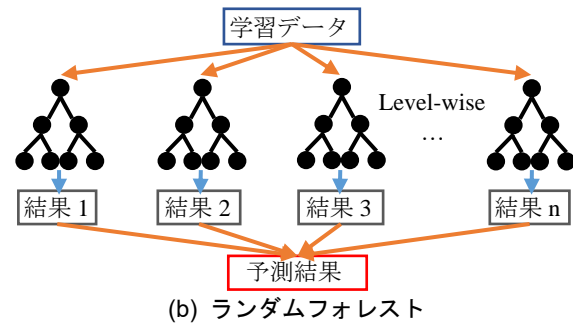 学習データ
Level-wise
…
結果 1
結果 2
結果 3
結果 n
予測結果
(b) ランダムフォレスト